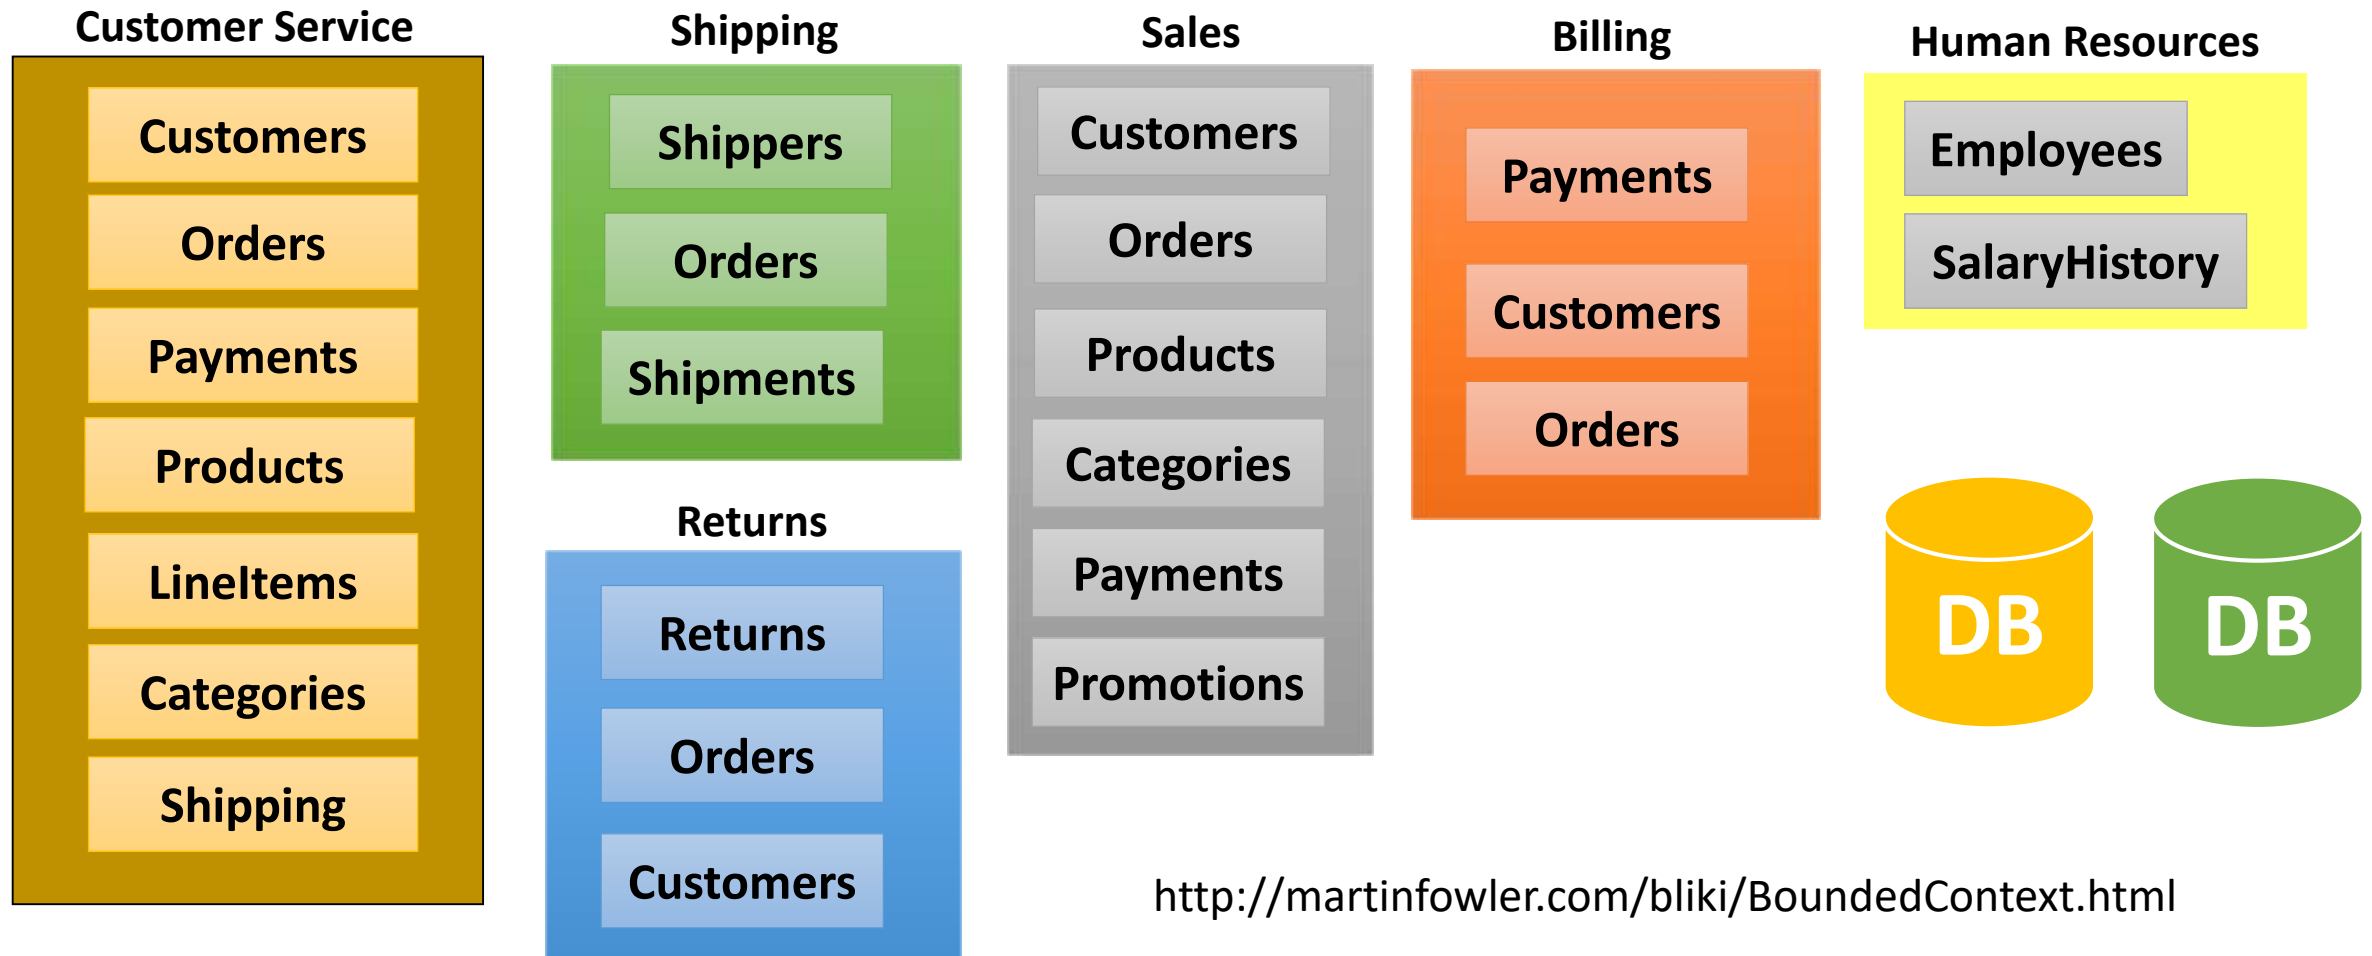 Customer Service
Customers
Orders
Payments
Products
LineItems
Categories
Shipping
Shipping
Shippers
Orders
Shipments
Returns
Returns
Orders
Customers
Sales
Customers
Orders
Products
Categories
Payments
Promotions
Billing
Payments
Customers
Orders
Human Resources
Employees
SalaryHistory
DB
DB
http://martinfowler.com/bliki/BoundedContext.html